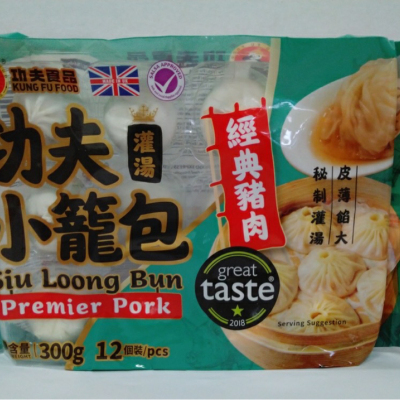 功夫食品
KUNG FU FOOD
灌湯
功夫
小籠包
Siu Loong Bun
Premier Pork
經典豬肉
皮薄餡大
秘制灌湯
great
taste
2018
Serving Suggestion
含量
WEIGHT
300g 12個裝/pcs